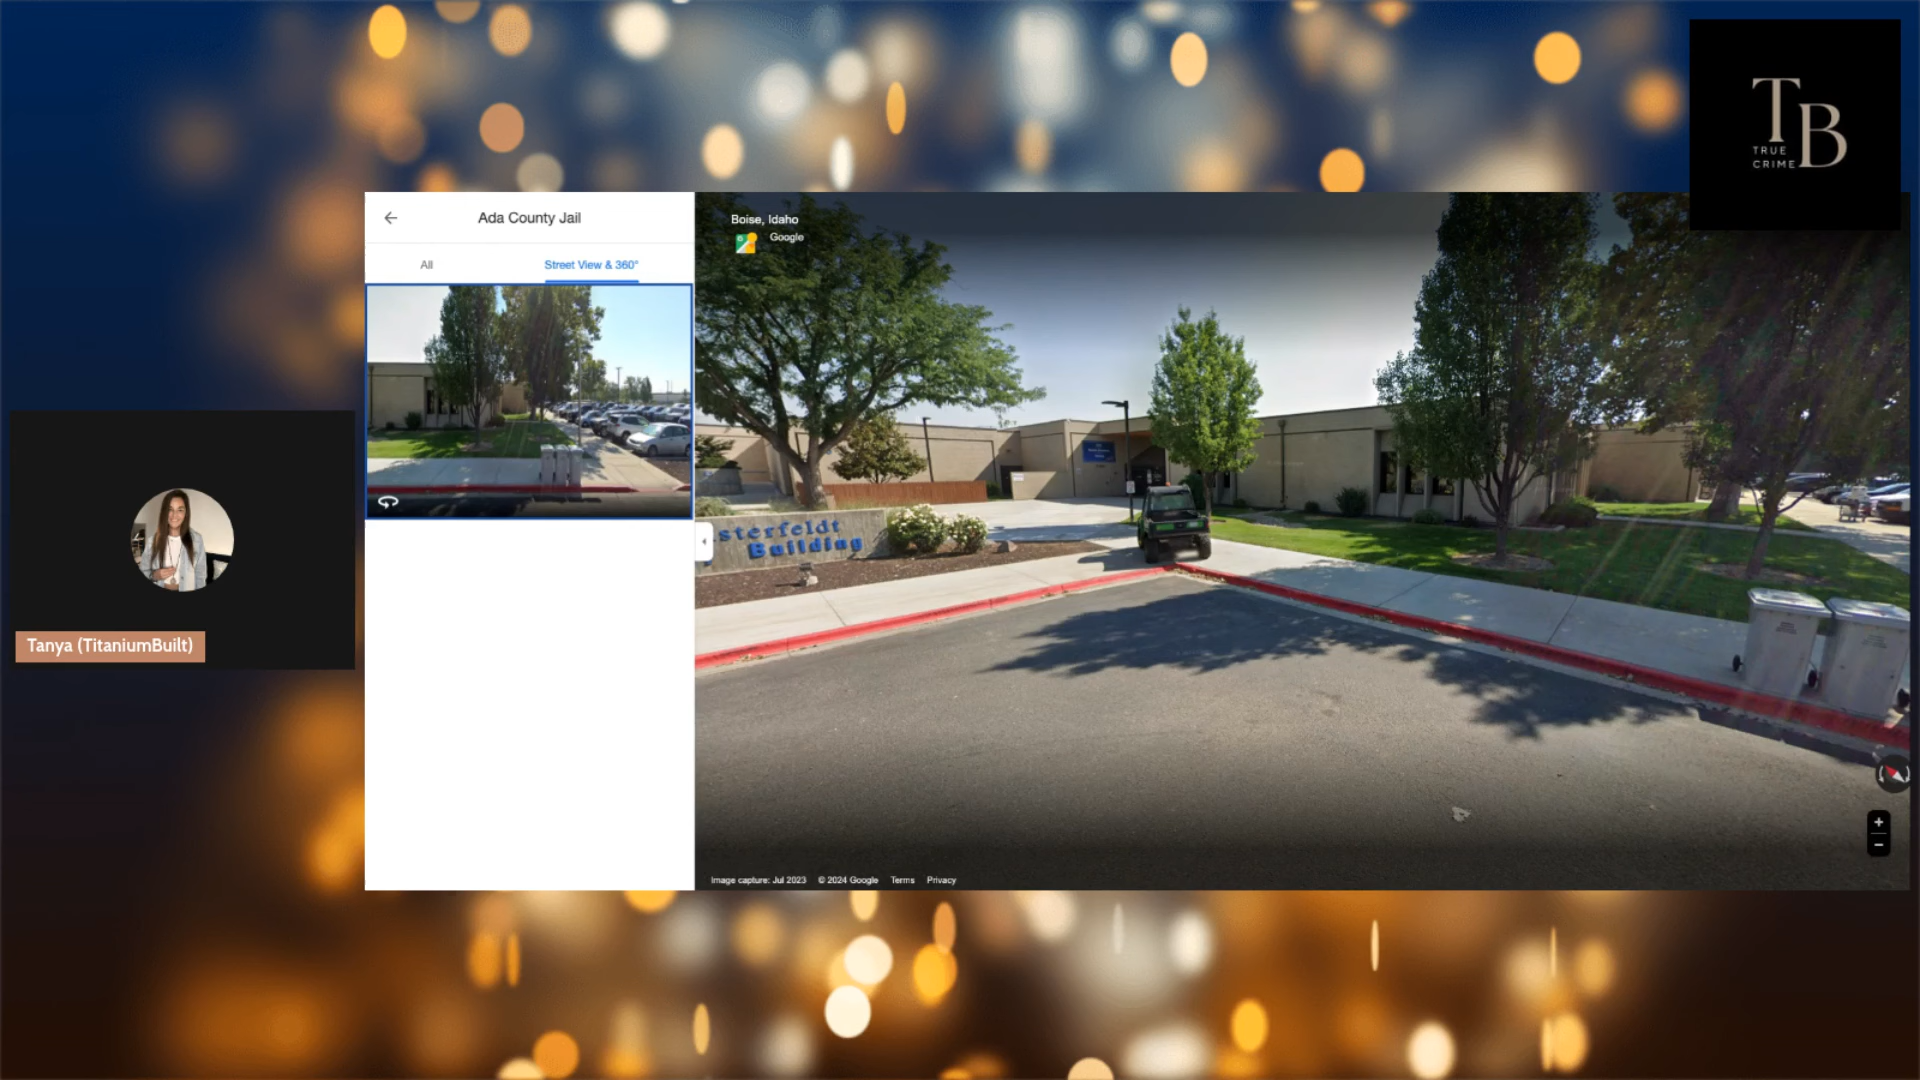 T
B
TRUE
CRIME
Ada County Jail
All
Street View & 360°
Boise, Idaho
Google
sterfeldt
Building
Tanya (TitaniumBuilt)
+
−
Image capture: Jul 2023 © 2024 Google Terms Privacy